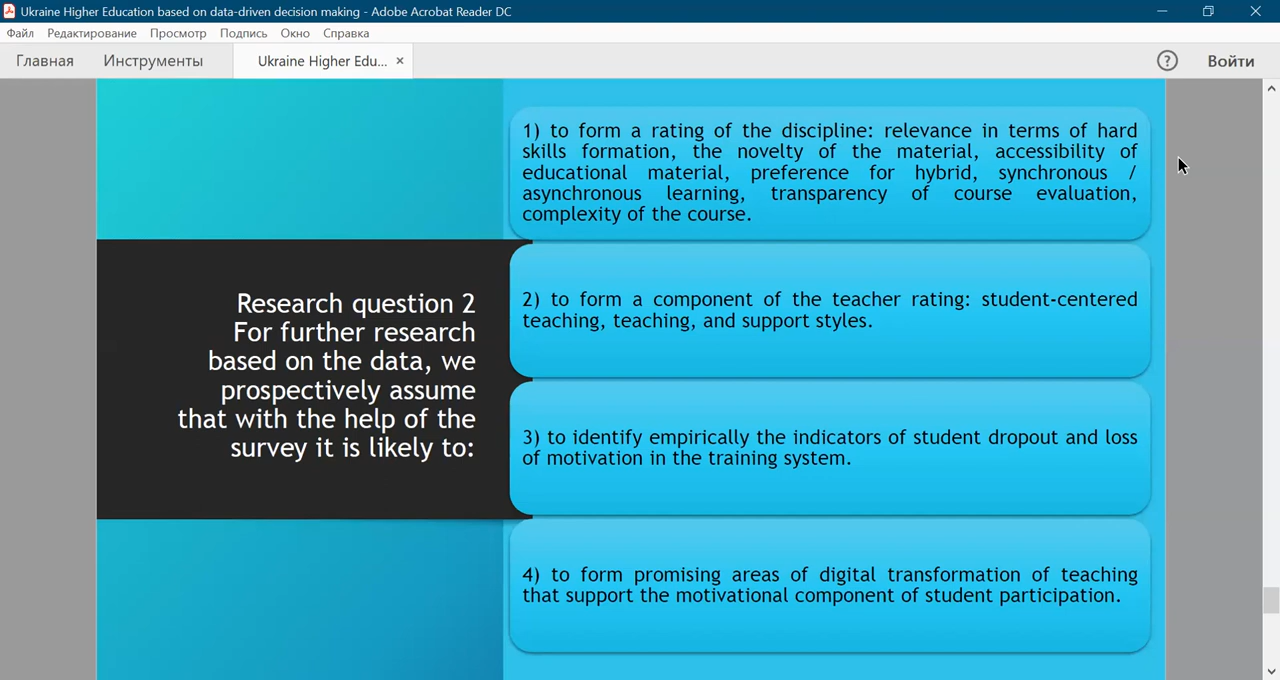 Ukraine Higher Education based on data-driven decision making - Adobe Acrobat Reader DC
Файл Редактирование Просмотр Подпись Окно Справка
Главная Инструменты Ukraine Higher Edu... × ? Войти
Research question 2
For further research
based on the data, we
prospectively assume
that with the help of the
survey it is likely to:
1) to form a rating of the discipline: relevance in terms of hard
skills formation, the novelty of the material, accessibility of
educational material, preference for hybrid, synchronous /
asynchronous learning, transparency of course evaluation,
complexity of the course.
2) to form a component of the teacher rating: student-centered
teaching, teaching, and support styles.
3) to identify empirically the indicators of student dropout and loss
of motivation in the training system.
4) to form promising areas of digital transformation of teaching
that support the motivational component of student participation.